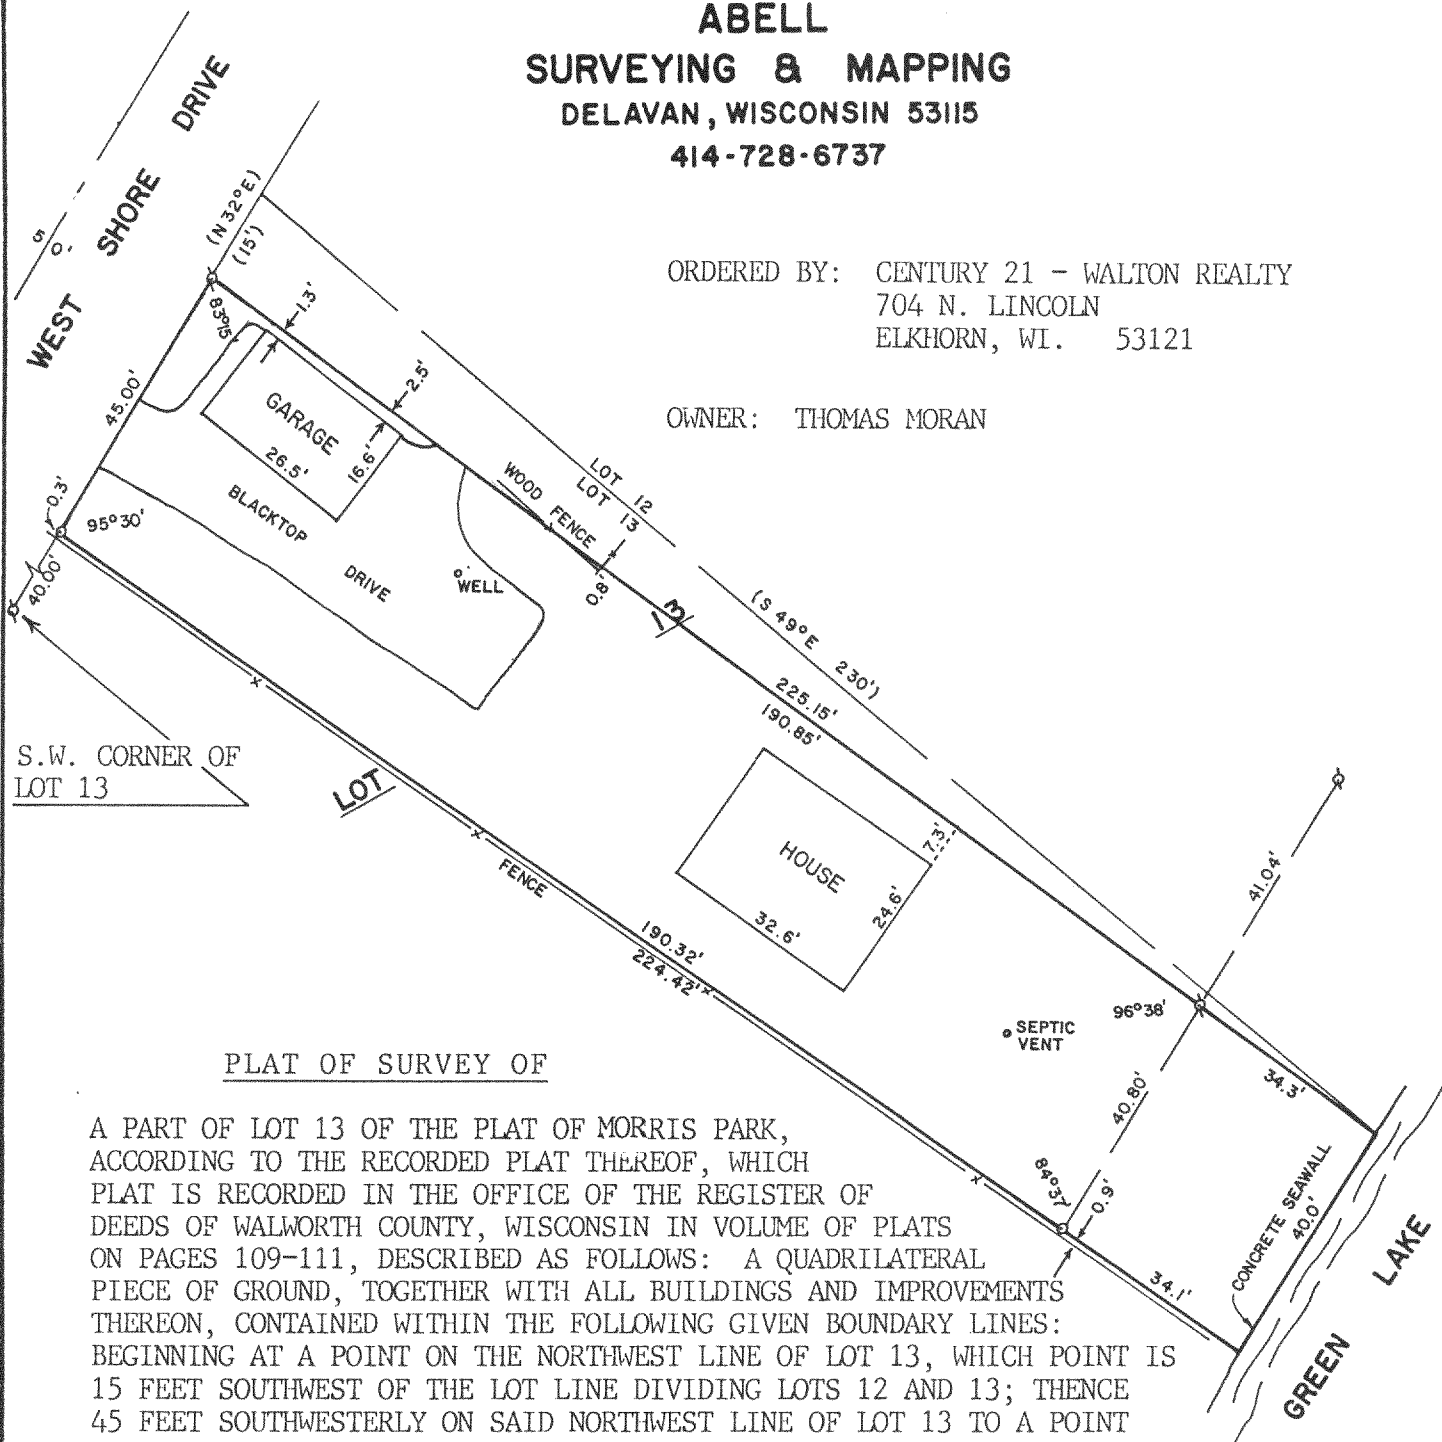 ABELL
SURVEYING & MAPPING
DELAVAN, WISCONSIN 53115
414-728-6737
WEST SHORE DRIVE
50'
(N 32°E)
(15')
ORDERED BY: CENTURY 21 - WALTON REALTY
704 N. LINCOLN
ELKHORN, WI. 53121
OWNER: THOMAS MORAN
83°15'
1.3'
2.5'
45.00'
GARAGE
26.5'
16.6'
0.3'
95°30'
40.00'
BLACKTOP
DRIVE
WELL
WOOD
FENCE
0.8'
LOT 12
LOT 13
(S 49°E 230')
LOT 13
225.15'
190.85'
S.W. CORNER OF
LOT 13
FENCE
190.32'
224.42'
HOUSE
32.6'
24.6'
7.3'
41.04'
96°38'
SEPTIC
VENT
40.80'
34.3'
84°37'
0.9'
34.1'
CONCRETE SEAWALL
40.0'
GREEN LAKE
PLAT OF SURVEY OF
A PART OF LOT 13 OF THE PLAT OF MORRIS PARK,
ACCORDING TO THE RECORDED PLAT THEREOF, WHICH
PLAT IS RECORDED IN THE OFFICE OF THE REGISTER OF
DEEDS OF WALWORTH COUNTY, WISCONSIN IN VOLUME OF PLATS
ON PAGES 109-111, DESCRIBED AS FOLLOWS: A QUADRILATERAL
PIECE OF GROUND, TOGETHER WITH ALL BUILDINGS AND IMPROVEMENTS
THEREON, CONTAINED WITHIN THE FOLLOWING GIVEN BOUNDARY LINES:
BEGINNING AT A POINT ON THE NORTHWEST LINE OF LOT 13, WHICH POINT IS
15 FEET SOUTHWEST OF THE LOT LINE DIVIDING LOTS 12 AND 13; THENCE
45 FEET SOUTHWESTERLY ON SAID NORTHWEST LINE OF LOT 13 TO A POINT